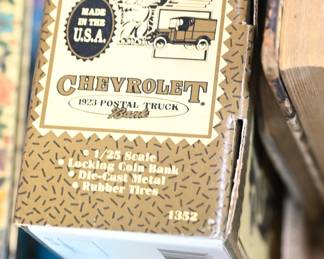 MADE
IN THE
U.S.A.
CHEVROLET
1923 POSTAL TRUCK
Bank
• 1/25 Scale
• Locking Coin Bank
• Die-Cast Metal
• Rubber Tires
1352